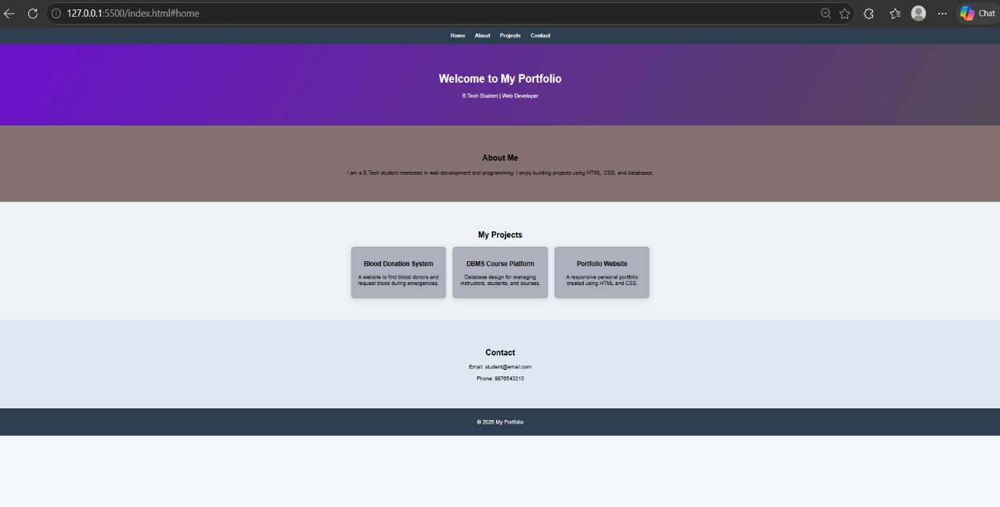 127.0.0.1:5500/index.html#home
Chat
Home About Projects Contact
Welcome to My Portfolio
B.Tech Student | Web Developer
About Me
I am a B.Tech student interested in web development and programming. I enjoy building projects using HTML, CSS, and databases.
My Projects
Blood Donation System
A website to find blood donors and
request blood during emergencies.
DBMS Course Platform
Database design for managing
instructors, students, and courses.
Portfolio Website
A responsive personal portfolio
created using HTML and CSS.
Contact
Email: student@email.com
Phone: 9876543210
© 2026 My Portfolio